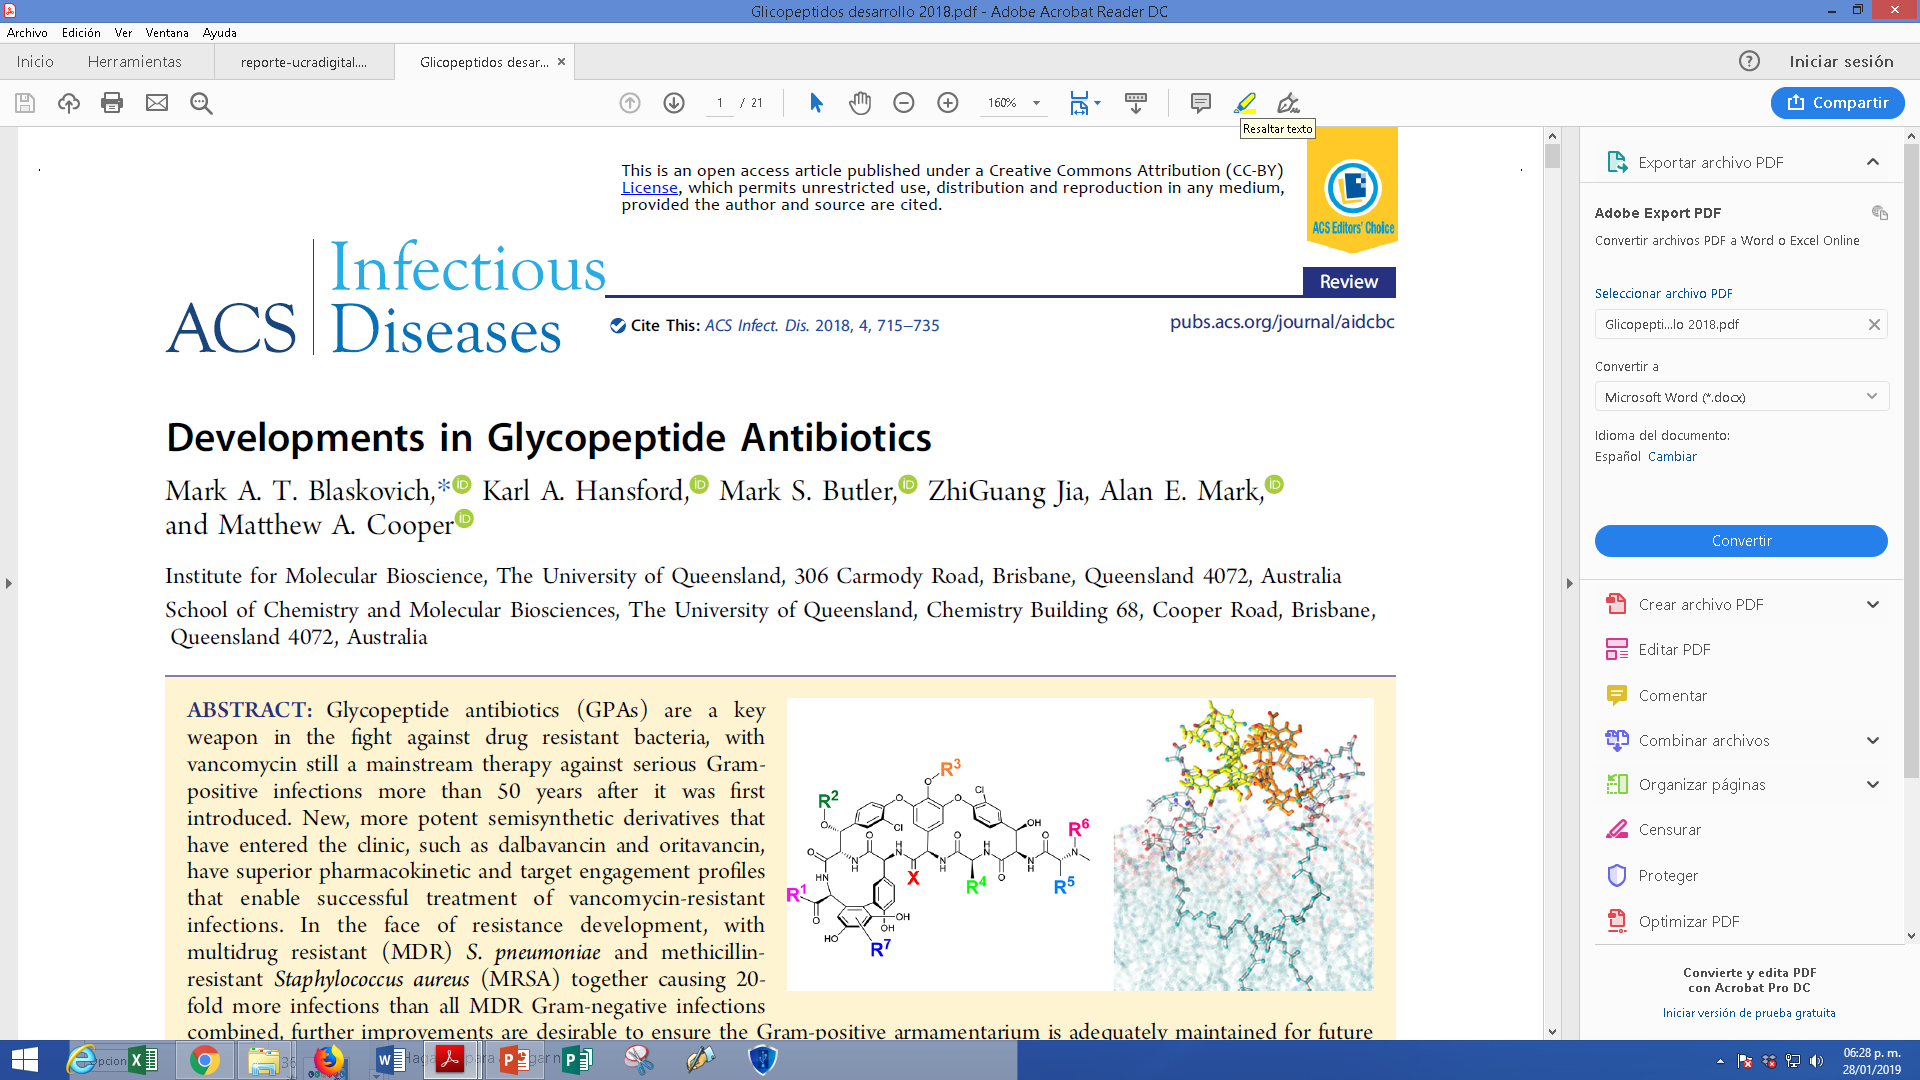 Glicopeptidos desarrollo 2018.pdf - Adobe Acrobat Reader DC
Archivo Edición Ver Ventana Ayuda
Inicio Herramientas reporte-ucradigital.... Glicopeptidos desar... × Iniciar sesión
1 / 21 160% Compartir
Resaltar texto
This is an open access article published under a Creative Commons Attribution (CC-BY)
License, which permits unrestricted use, distribution and reproduction in any medium,
provided the author and source are cited.
ACS Editors' Choice
ACS Infectious
Diseases
Review
Cite This: ACS Infect. Dis. 2018, 4, 715−735
pubs.acs.org/journal/aidcbc
Developments in Glycopeptide Antibiotics
Mark A. T. Blaskovich,* Karl A. Hansford, Mark S. Butler, ZhiGuang Jia, Alan E. Mark,
and Matthew A. Cooper
Institute for Molecular Bioscience, The University of Queensland, 306 Carmody Road, Brisbane, Queensland 4072, Australia
School of Chemistry and Molecular Biosciences, The University of Queensland, Chemistry Building 68, Cooper Road, Brisbane,
Queensland 4072, Australia
ABSTRACT: Glycopeptide antibiotics (GPAs) are a key
weapon in the fight against drug resistant bacteria, with
vancomycin still a mainstream therapy against serious Gram-
positive infections more than 50 years after it was first
introduced. New, more potent semisynthetic derivatives that
have entered the clinic, such as dalbavancin and oritavancin,
have superior pharmacokinetic and target engagement profiles
that enable successful treatment of vancomycin-resistant
infections. In the face of resistance development, with
multidrug resistant (MDR) S. pneumoniae and methicillin-
resistant Staphylococcus aureus (MRSA) together causing 20-
fold more infections than all MDR Gram-negative infections
combined, further improvements are desirable to ensure the Gram-positive armamentarium is adequately maintained for future
R3
R2
Cl
Cl
OH
R6
X
R4
R5
R1
OH
OH
HO
R7
Exportar archivo PDF
Adobe Export PDF
Convertir archivos PDF a Word o Excel Online
Seleccionar archivo PDF
Glicopepti...lo 2018.pdf
Convertir a
Microsoft Word (*.docx)
Idioma del documento:
Español Cambiar
Convertir
Crear archivo PDF
Editar PDF
Comentar
Combinar archivos
Organizar páginas
Censurar
Proteger
Optimizar PDF
Convierte y edita PDF
con Acrobat Pro DC
Iniciar versión de prueba gratuita
06:28 p. m.
28/01/2019